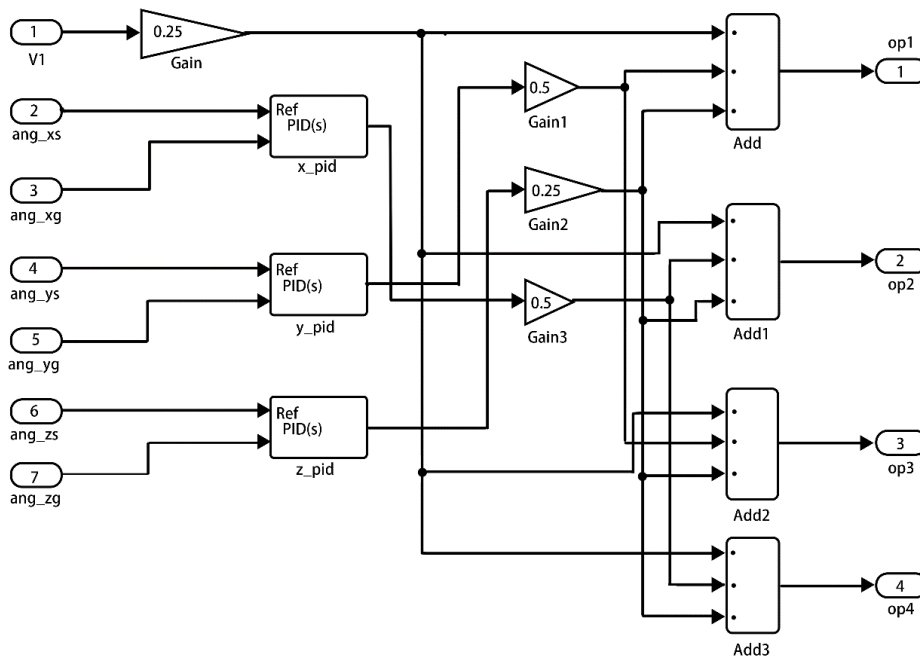 1
V1
0.25
Gain
2
ang_xs
3
ang_xg
Ref
PID(s)
x_pid
4
ang_ys
5
ang_yg
Ref
PID(s)
y_pid
6
ang_zs
7
ang_zg
Ref
PID(s)
z_pid
0.5
Gain1
0.25
Gain2
0.5
Gain3
Add
Add1
Add2
Add3
op1
1
2
op2
3
op3
4
op4